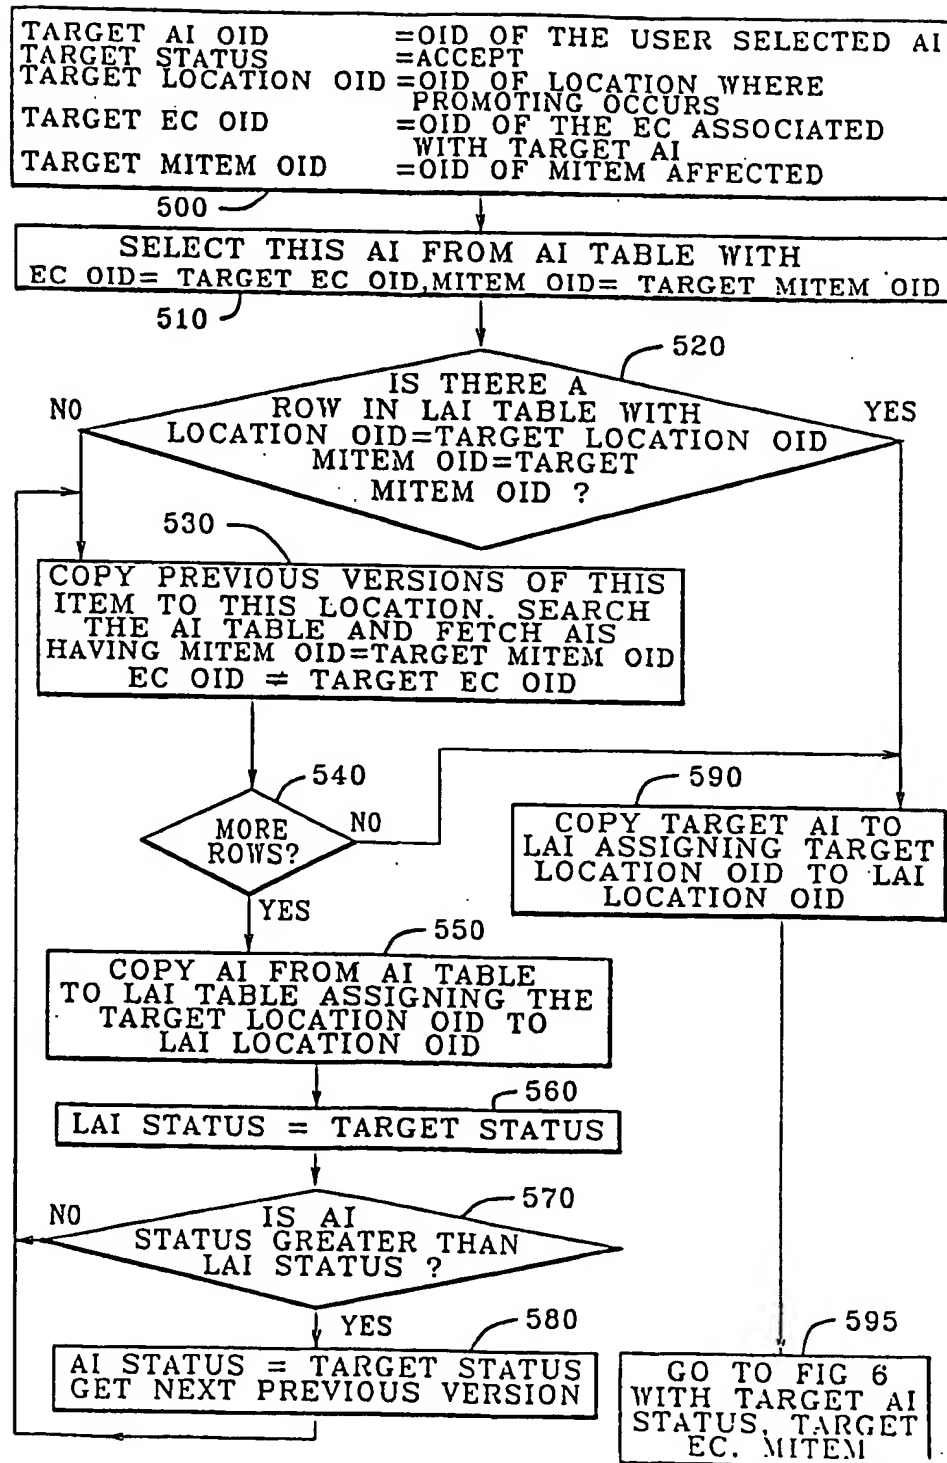 TARGET AI OID =OID OF THE USER SELECTED AI
TARGET STATUS =ACCEPT
TARGET LOCATION OID =OID OF LOCATION WHERE
PROMOTING OCCURS
TARGET EC OID =OID OF THE EC ASSOCIATED
WITH TARGET AI
TARGET MITEM OID =OID OF MITEM AFFECTED
500
SELECT THIS AI FROM AI TABLE WITH
EC OID= TARGET EC OID,MITEM OID= TARGET MITEM OID
510
520
IS THERE A
ROW IN LAI TABLE WITH
LOCATION OID=TARGET LOCATION OID
MITEM OID=TARGET
MITEM OID ?
NO
YES
530
COPY PREVIOUS VERSIONS OF THIS
ITEM TO THIS LOCATION. SEARCH
THE AI TABLE AND FETCH AIS
HAVING MITEM OID=TARGET MITEM OID
EC OID ≠ TARGET EC OID
540
MORE
ROWS?
NO
YES
590
COPY TARGET AI TO
LAI ASSIGNING TARGET
LOCATION OID TO LAI
LOCATION OID
550
COPY AI FROM AI TABLE
TO LAI TABLE ASSIGNING THE
TARGET LOCATION OID TO
LAI LOCATION OID
560
LAI STATUS = TARGET STATUS
570
NO
IS AI
STATUS GREATER THAN
LAI STATUS ?
YES
580
AI STATUS = TARGET STATUS
GET NEXT PREVIOUS VERSION
595
GO TO FIG 6
WITH TARGET AI
STATUS, TARGET
EC. MITEM